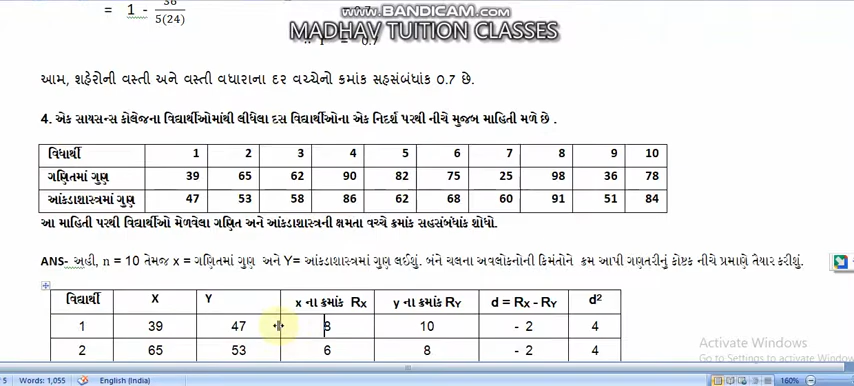 = 1 - 36
5(24)
WWW.BANDICAM.COM
MADHAV TUITION CLASSES
આમ, શહેરોની વસ્તી અને વસ્તી વધારાના દર વચ્ચેનો ક્રમાંક સહસંબંધાંક 0.7 છે.
4. એક સાયસન્સ કોલેજના વિદ્યાર્થીઓમાંથી લીધેલા દસ વિદ્યાર્થીઓના એક નિદર્શ પરથી નીચે મુજબ માહિતી મળે છે .
વિધાર્થી 1 2 3 4 5 6 7 8 9 10
ગણિતમાં ગુણ 39 65 62 90 82 75 25 98 36 78
આંકડાશાસ્ત્રમાં ગુણ 47 53 58 86 62 68 60 91 51 84
આ માહિતી પરથી વિદ્યાર્થીઓ મેળવેલા ગણિત અને આંકડાશાસ્ત્રની ક્ષમતા વચ્ચે ક્રમાંક સહસંબંધાંક શોધો.
ANS- અહી, n = 10 તેમજ x = ગણિતમાં ગુણ અને Y= આંકડાશાસ્ત્રમાં ગુણ લઈશું. બંને ચલના અવલોકનોની કિંમતોને ક્રમ આપી ગણતરીનું કોષ્ટક નીચે પ્રમાણે તૈયાર કરીશું.
વિદ્યાર્થી X Y x ના ક્રમાંક Rx y ના ક્રમાંક RY d = RX - RY d²
1 39 47 8 10 - 2 4
2 65 53 6 8 - 2 4
Activate Windows
Go to Settings to activate Windows
Words: 1,055 English (India) 160%